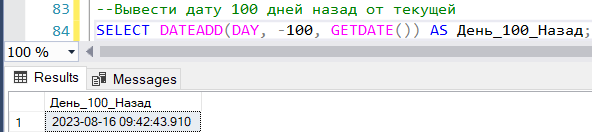 83 --Вывести дату 100 дней назад от текущей
84 SELECT DATEADD(DAY, -100, GETDATE()) AS День_100_Назад;
100 %
Results Messages
День_100_Назад
1 2023-08-16 09:42:43.910